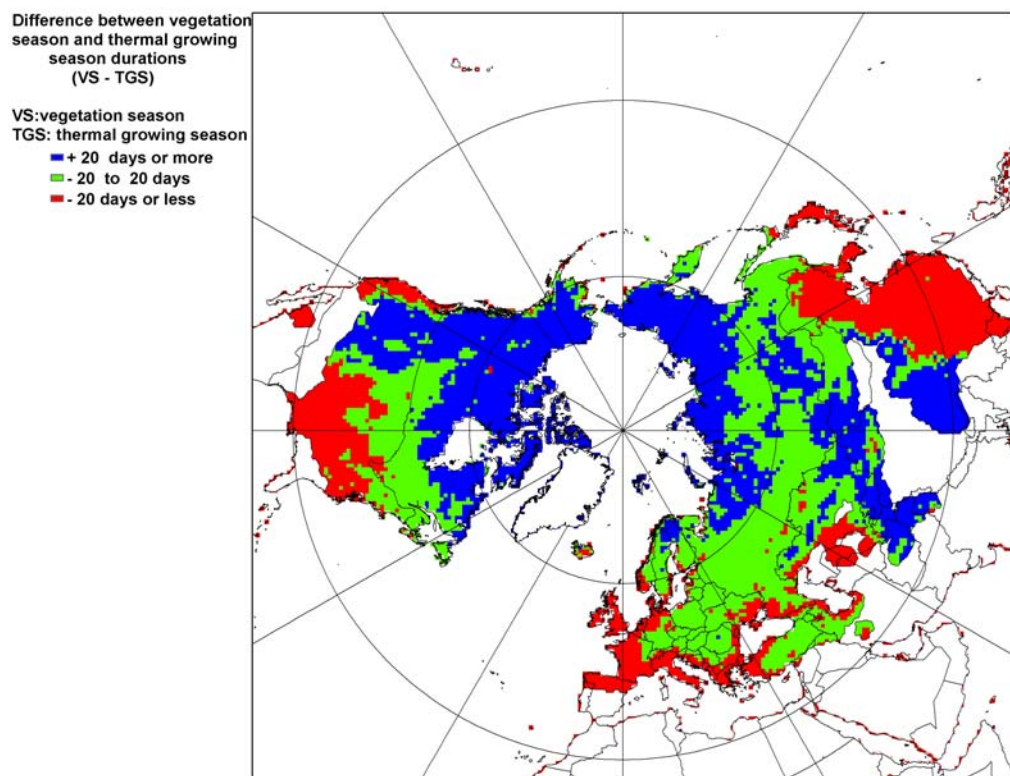 Difference between vegetation
season and thermal growing
season durations
(VS - TGS)
VS:vegetation season
TGS: thermal growing season
+ 20 days or more
- 20 to 20 days
- 20 days or less